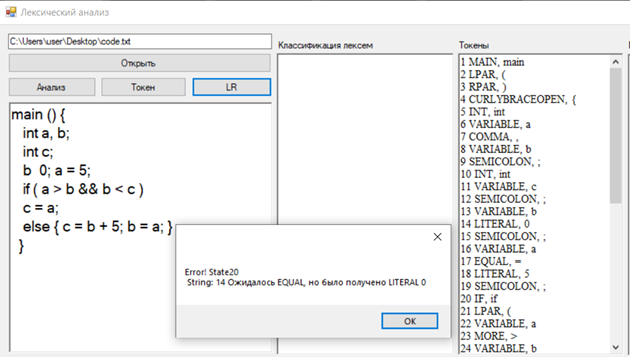 Лексический анализ
C:\Users\user\Desktop\code.txt
Открыть
Анализ
Токен
LR
main () {
int a, b;
int c;
b 0; a = 5;
if ( a > b && b < c )
c = a;
else { c = b + 5; b = a; }
}
Классификация лексем
Токены
1 MAIN, main
2 LPAR, (
3 RPAR, )
4 CURLYBRACEOPEN, {
5 INT, int
6 VARIABLE, a
7 COMMA, ,
8 VARIABLE, b
9 SEMICOLON, ;
10 INT, int
11 VARIABLE, c
12 SEMICOLON, ;
13 VARIABLE, b
14 LITERAL, 0
15 SEMICOLON, ;
16 VARIABLE, a
17 EQUAL, =
18 LITERAL, 5
19 SEMICOLON, ;
20 IF, if
21 LPAR, (
22 VARIABLE, a
23 MORE, >
24 VARIABLE, b
Error! State20
String: 14 Ожидалось EQUAL, но было получено LITERAL 0
OK